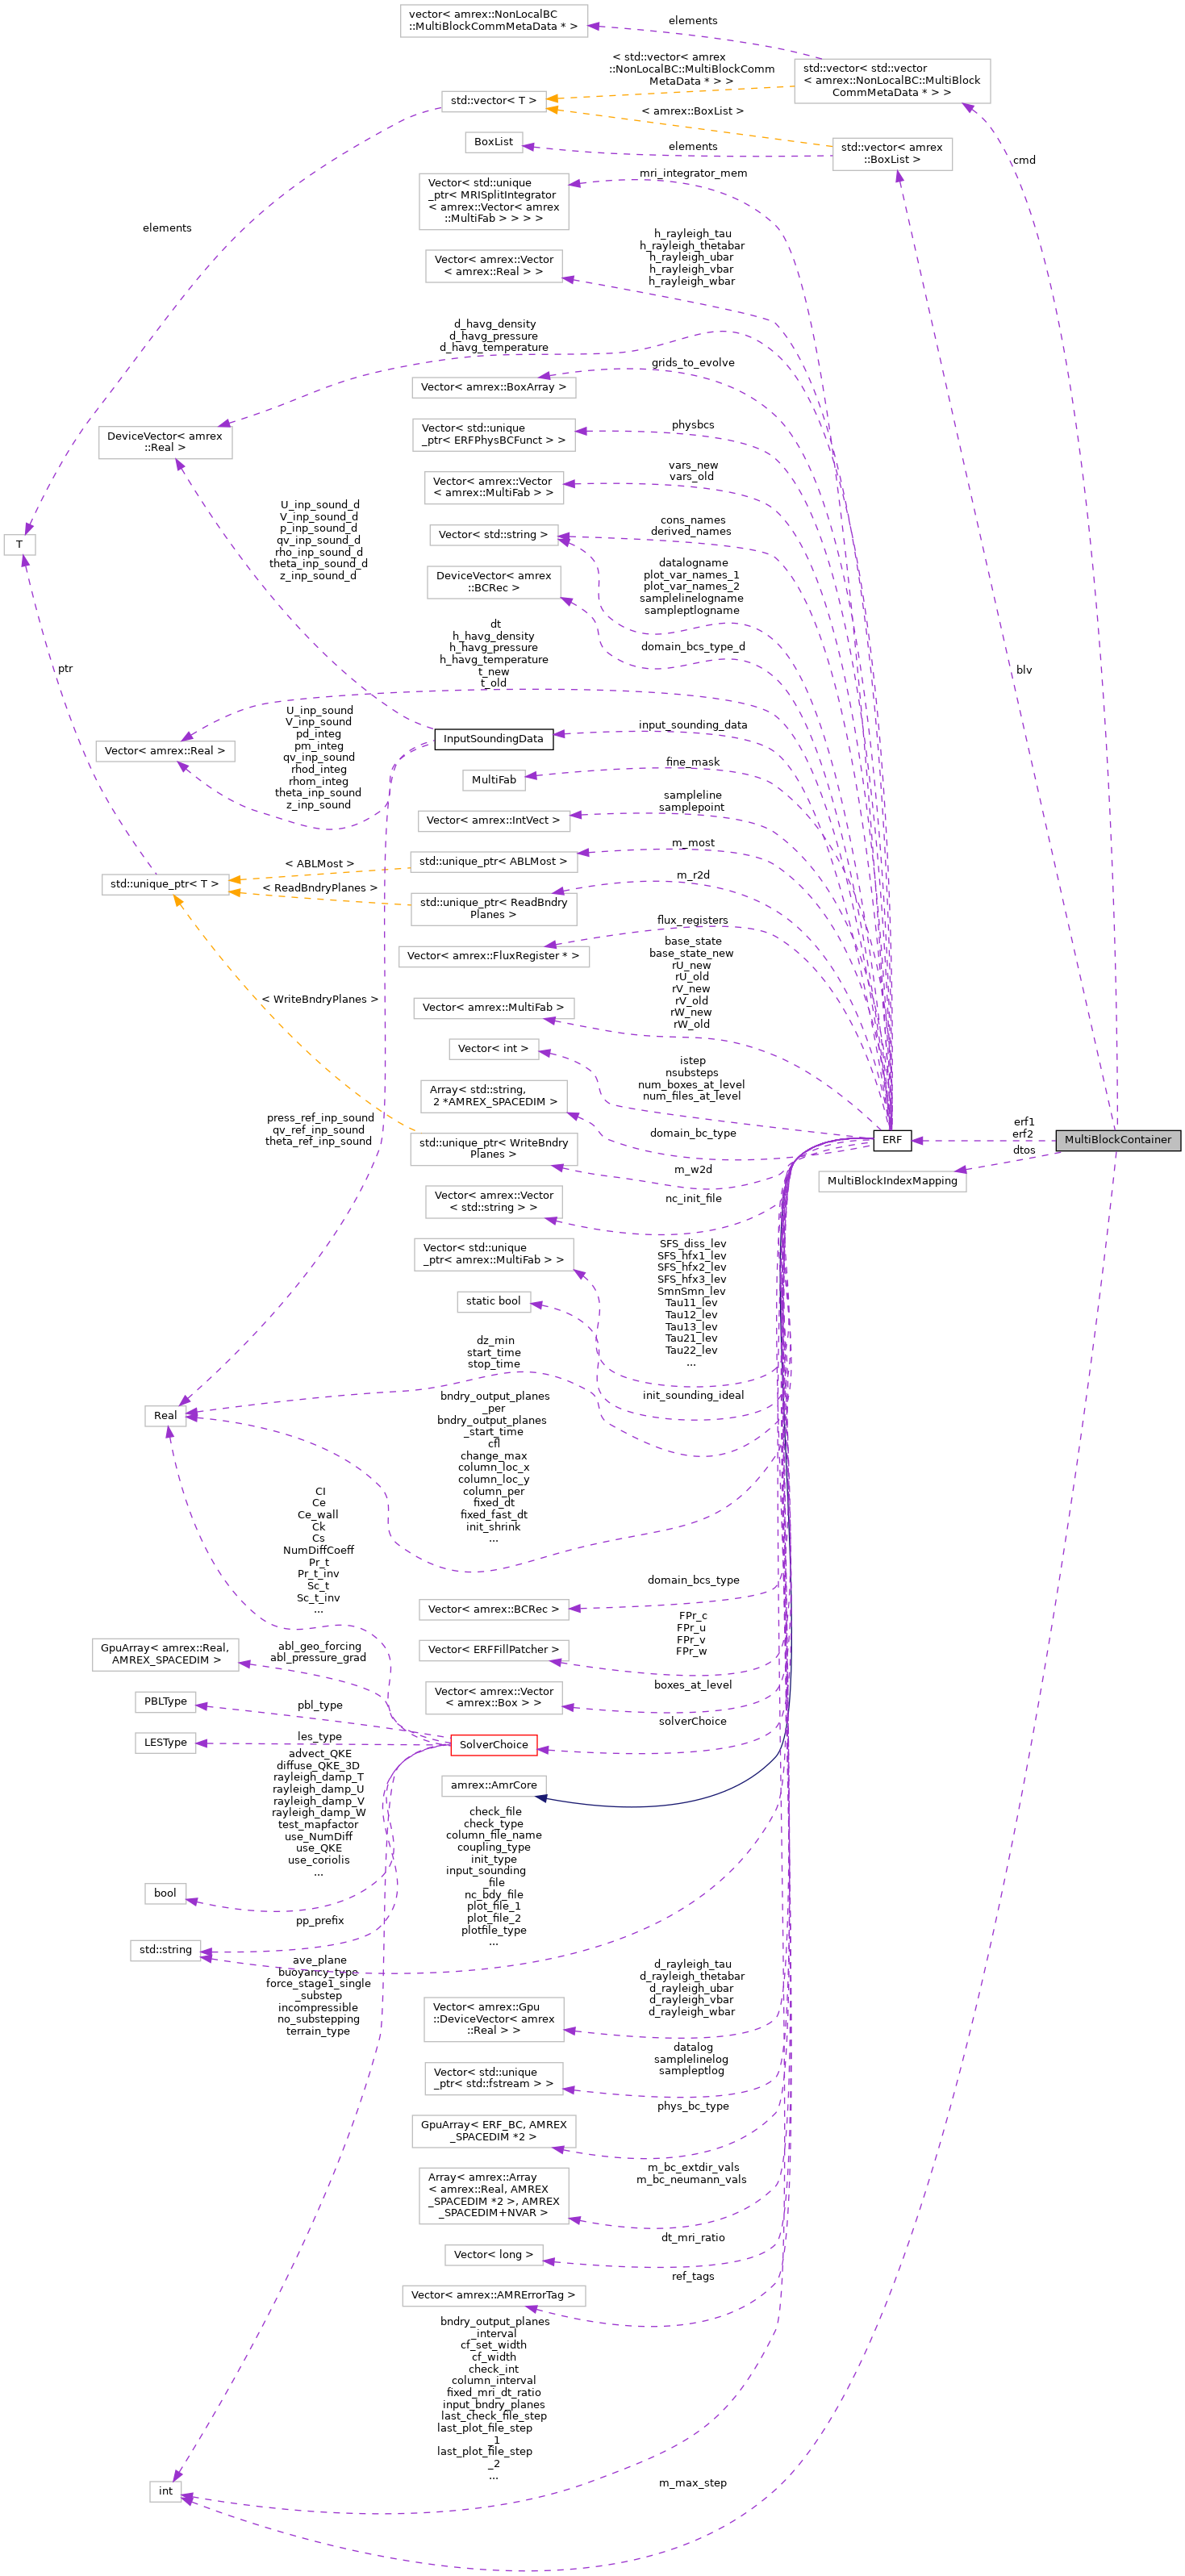 vector< amrex::NonLocalBC
::MultiBlockCommMetaData * >
elements
< std::vector< amrex
::NonLocalBC::MultiBlockComm
MetaData * > >
std::vector< std::vector
< amrex::NonLocalBC::MultiBlock
CommMetaData * > >
std::vector< T >
< amrex::BoxList >
BoxList
elements
std::vector< amrex
::BoxList >
cmd
mri_integrator_mem
Vector< std::unique
_ptr< MRISplitIntegrator
< amrex::Vector< amrex
::MultiFab > > > >
elements
h_rayleigh_tau
h_rayleigh_thetabar
h_rayleigh_ubar
h_rayleigh_vbar
h_rayleigh_wbar
Vector< amrex::Vector
< amrex::Real > >
d_havg_density
d_havg_pressure
d_havg_temperature
grids_to_evolve
Vector< amrex::BoxArray >
DeviceVector< amrex
::Real >
Vector< std::unique
_ptr< ERFPhysBCFunct > >
physbcs
Vector< amrex::Vector
< amrex::MultiFab > >
vars_new
vars_old
U_inp_sound_d
V_inp_sound_d
p_inp_sound_d
qv_inp_sound_d
rho_inp_sound_d
theta_inp_sound_d
z_inp_sound_d
Vector< std::string >
cons_names
derived_names
T
DeviceVector< amrex
::BCRec >
datalogname
plot_var_names_1
plot_var_names_2
samplelinelogname
sampleptlogname
domain_bcs_type_d
dt
h_havg_density
h_havg_pressure
h_havg_temperature
t_new
t_old
ptr
blv
U_inp_sound
V_inp_sound
pd_integ
pm_integ
qv_inp_sound
rhod_integ
rhom_integ
theta_inp_sound
z_inp_sound
Vector< amrex::Real >
InputSoundingData
input_sounding_data
MultiFab
fine_mask
Vector< amrex::IntVect >
sampleline
samplepoint
< ABLMost >
std::unique_ptr< ABLMost >
m_most
std::unique_ptr< T >
< ReadBndryPlanes >
std::unique_ptr< ReadBndry
Planes >
m_r2d
Vector< amrex::FluxRegister * >
flux_registers
< WriteBndryPlanes >
base_state
base_state_new
rU_new
rU_old
rV_new
rV_old
rW_new
rW_old
Vector< amrex::MultiFab >
Vector< int >
istep
nsubsteps
num_boxes_at_level
num_files_at_level
Array< std::string,
2 *AMREX_SPACEDIM >
domain_bc_type
press_ref_inp_sound
qv_ref_inp_sound
theta_ref_inp_sound
std::unique_ptr< WriteBndry
Planes >
m_w2d
ERF
erf1
erf2
MultiBlockContainer
dtos
MultiBlockIndexMapping
Vector< amrex::Vector
< std::string > >
nc_init_file
Vector< std::unique
_ptr< amrex::MultiFab > >
SFS_diss_lev
SFS_hfx1_lev
SFS_hfx2_lev
SFS_hfx3_lev
SmnSmn_lev
Tau11_lev
Tau12_lev
Tau13_lev
Tau21_lev
Tau22_lev
...
static bool
init_sounding_ideal
dz_min
start_time
stop_time
Real
bndry_output_planes
_per
bndry_output_planes
_start_time
cfl
change_max
column_loc_x
column_loc_y
column_per
fixed_dt
fixed_fast_dt
init_shrink
...
CI
Ce
Ce_wall
Ck
Cs
NumDiffCoeff
Pr_t
Pr_t_inv
Sc_t
Sc_t_inv
...
Vector< amrex::BCRec >
domain_bcs_type
Vector< ERFFillPatcher >
FPr_c
FPr_u
FPr_v
FPr_w
GpuArray< amrex::Real,
AMREX_SPACEDIM >
abl_geo_forcing
abl_pressure_grad
Vector< amrex::Vector
< amrex::Box > >
boxes_at_level
PBLType
pbl_type
solverChoice
LESType
les_type
SolverChoice
advect_QKE
diffuse_QKE_3D
rayleigh_damp_T
rayleigh_damp_U
rayleigh_damp_V
rayleigh_damp_W
test_mapfactor
use_NumDiff
use_QKE
use_coriolis
...
amrex::AmrCore
check_file
check_type
column_file_name
coupling_type
init_type
input_sounding
_file
nc_bdy_file
plot_file_1
plot_file_2
plotfile_type
...
bool
pp_prefix
std::string
ave_plane
buoyancy_type
force_stage1_single
_substep
incompressible
no_substepping
terrain_type
d_rayleigh_tau
d_rayleigh_thetabar
d_rayleigh_ubar
d_rayleigh_vbar
d_rayleigh_wbar
Vector< amrex::Gpu
::DeviceVector< amrex
::Real > >
Vector< std::unique
_ptr< std::fstream > >
datalog
samplelinelog
sampleptlog
GpuArray< ERF_BC, AMREX
_SPACEDIM *2 >
phys_bc_type
Array< amrex::Array
< amrex::Real, AMREX
_SPACEDIM *2 >, AMREX
_SPACEDIM+NVAR >
m_bc_extdir_vals
m_bc_neumann_vals
Vector< long >
dt_mri_ratio
Vector< amrex::AMRErrorTag >
ref_tags
bndry_output_planes
_interval
cf_set_width
cf_width
check_int
column_interval
fixed_mri_dt_ratio
input_bndry_planes
last_check_file_step
last_plot_file_step
_1
last_plot_file_step
_2
...
int
m_max_step